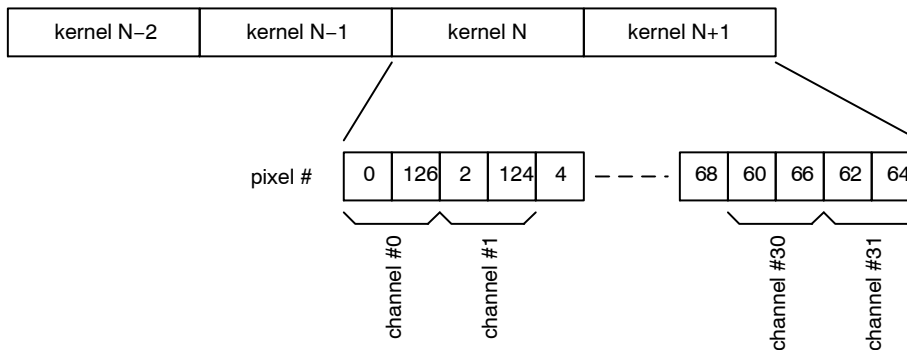 kernel N−2 kernel N−1 kernel N kernel N+1
pixel # 0 126 2 124 4 68 60 66 62 64
channel #0
channel #1
channel #30
channel #31